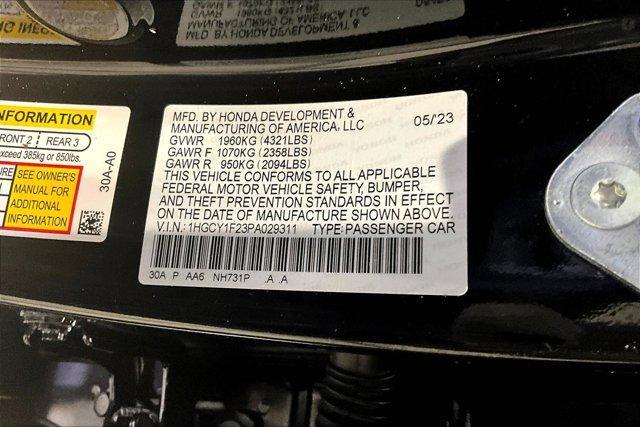 MFD. BY HONDA DEVELOPMENT &
MANUFACTURING OF AMERICA, LLC
05/23
GVWR 1960KG (4321LBS)
GAWR F 1070KG (2358LBS)
GAWR R 950KG (2094LBS)
THIS VEHICLE CONFORMS TO ALL APPLICABLE
FEDERAL MOTOR VEHICLE SAFETY, BUMPER,
AND THEFT PREVENTION STANDARDS IN EFFECT
ON THE DATE OF MANUFACTURE SHOWN ABOVE.
V.I.N.: 1HGCY1F23PA029311 TYPE: PASSENGER CAR
30A P AA6 NH731P .A .A
INFORMATION
FRONT 2 REAR 3
exceed 385kg or 850lbs.
SEE OWNER'S
MANUAL FOR
ADDITIONAL
INFORMATION
30A-A0